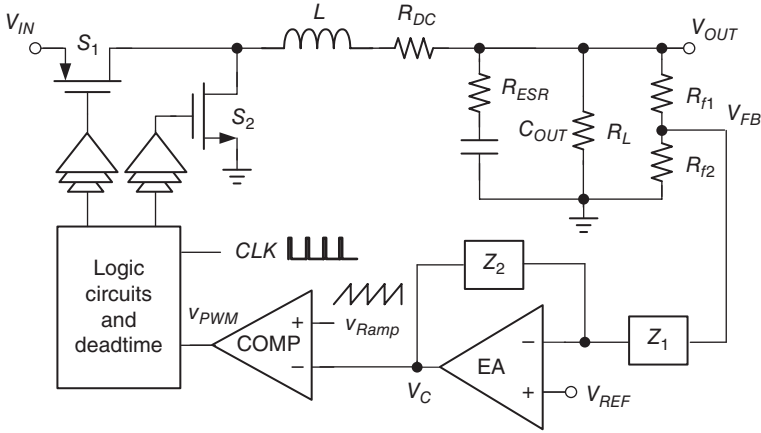 V_IN
S_1
L
R_DC
V_OUT
S_2
R_ESR
C_OUT
R_L
R_f1
V_FB
R_f2
Logic
circuits
and
deadtime
CLK
v_PWM
COMP
+
−
v_Ramp
V_C
Z_2
EA
−
+
Z_1
V_REF